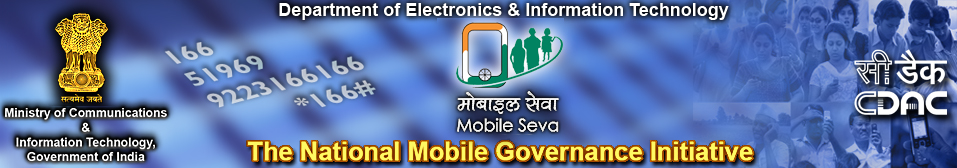 Department of Electronics & Information Technology
166
51969
9223166166
*166#
सत्यमेव जयते
Ministry of Communications
&
Information Technology,
Government of India
मोबाइल सेवा
Mobile Seva
The National Mobile Governance Initiative
सी डैक
CDAC